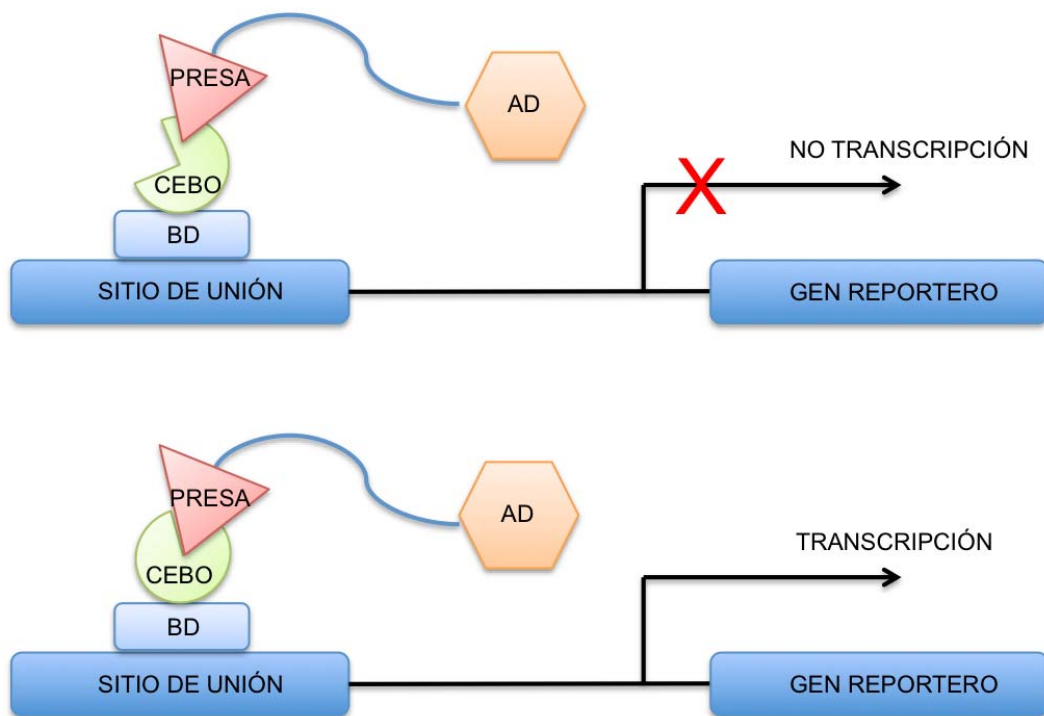 PRESA
AD
NO TRANSCRIPCIÓN
X
CEBO
BD
SITIO DE UNIÓN
GEN REPORTERO
PRESA
AD
TRANSCRIPCIÓN
CEBO
BD
SITIO DE UNIÓN
GEN REPORTERO